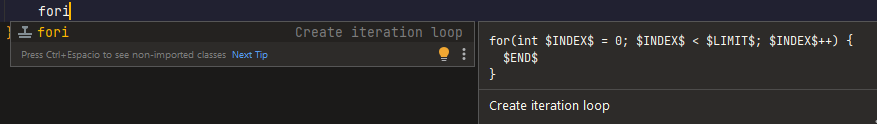 fori
fori Create iteration loop
Press Ctrl+Espacio to see non-imported classes Next Tip
for(int $INDEX$ = 0; $INDEX$ < $LIMIT$; $INDEX$++) {
  $END$
}
Create iteration loop